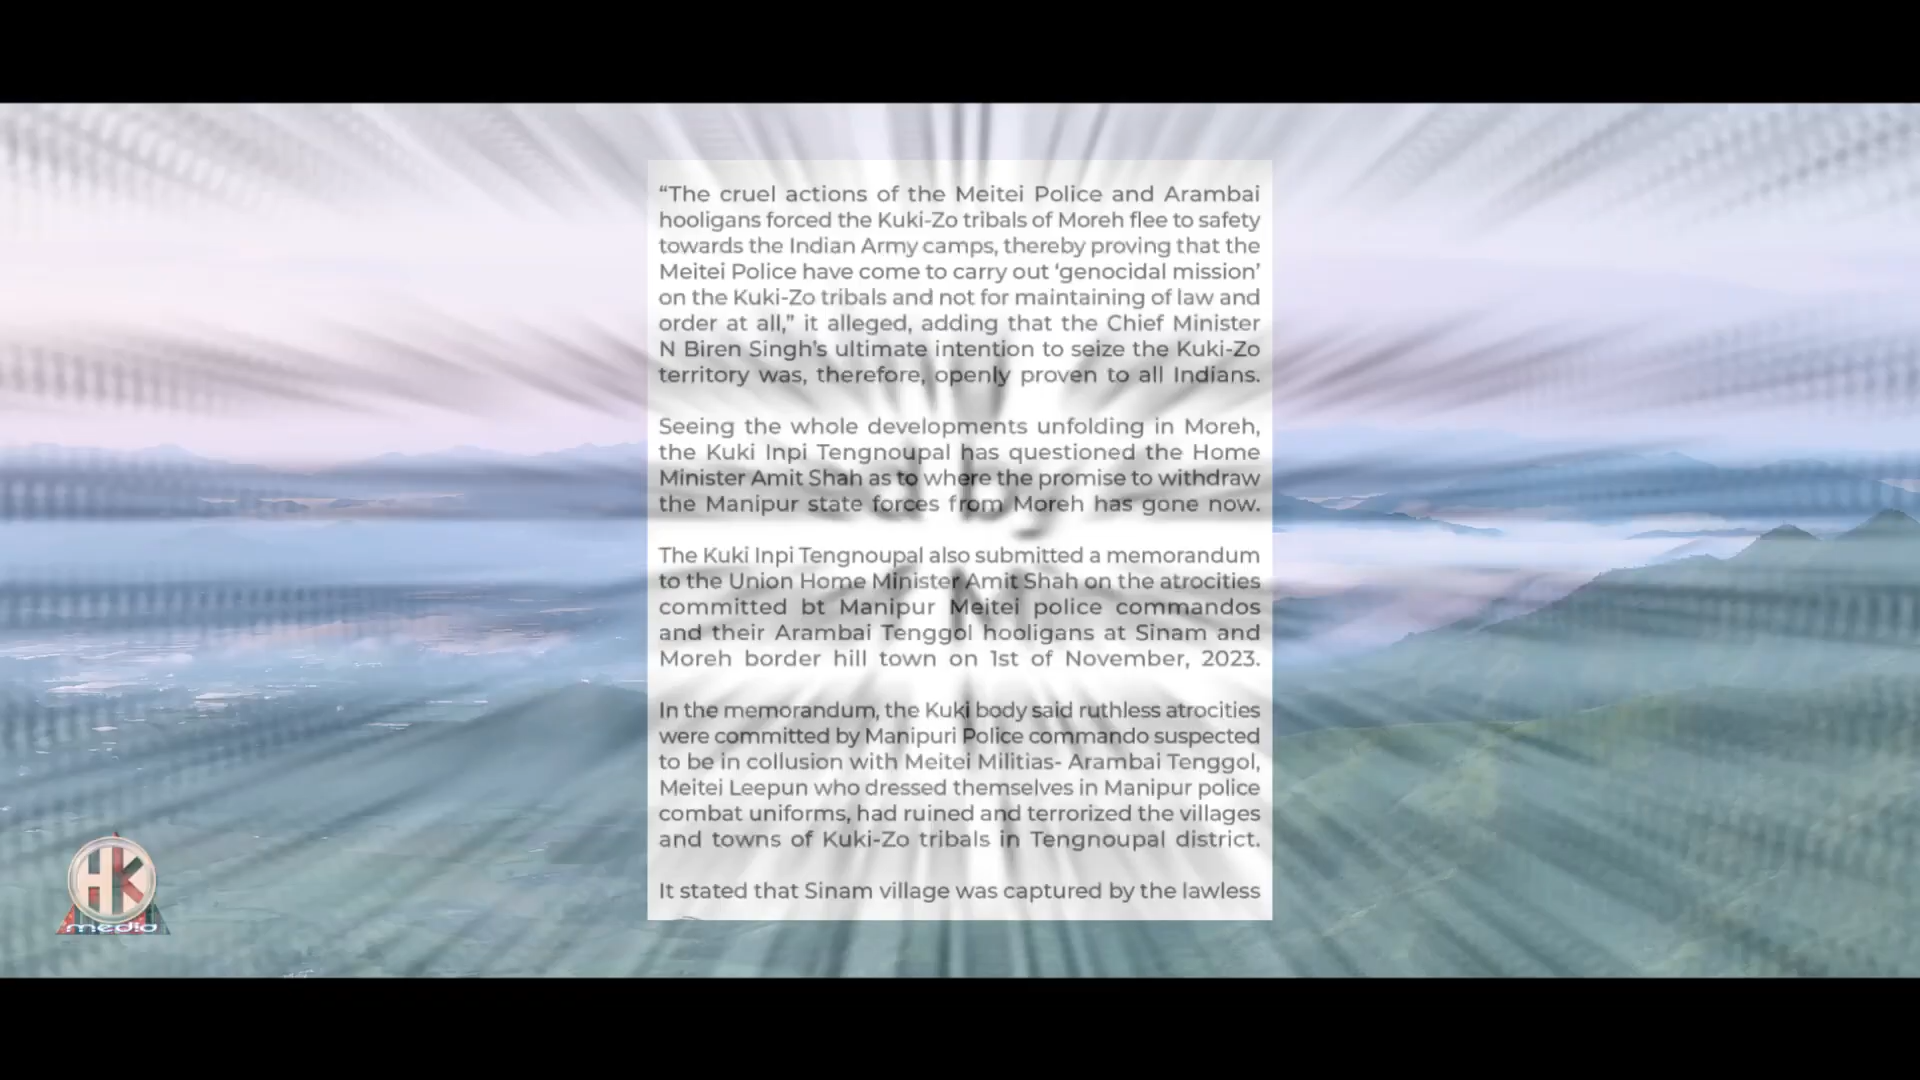 “The cruel actions of the Meitei Police and Arambai
hooligans forced the Kuki-Zo tribals of Moreh flee to safety
towards the Indian Army camps, thereby proving that the
Meitei Police have come to carry out ‘genocidal mission’
on the Kuki-Zo tribals and not for maintaining of law and
order at all,” it alleged, adding that the Chief Minister
N Biren Singh’s ultimate intention to seize the Kuki-Zo
territory was, therefore, openly proven to all Indians.
Seeing the whole developments unfolding in Moreh,
the Kuki Inpi Tengnoupal has questioned the Home
Minister Amit Shah as to where the promise to withdraw
the Manipur state forces from Moreh has gone now.
The Kuki Inpi Tengnoupal also submitted a memorandum
to the Union Home Minister Amit Shah on the atrocities
committed bt Manipur Meitei police commandos
and their Arambai Tenggol hooligans at Sinam and
Moreh border hill town on 1st of November, 2023.
In the memorandum, the Kuki body said ruthless atrocities
were committed by Manipuri Police commando suspected
to be in collusion with Meitei Militias- Arambai Tenggol,
Meitei Leepun who dressed themselves in Manipur police
combat uniforms, had ruined and terrorized the villages
and towns of Kuki-Zo tribals in Tengnoupal district.
It stated that Sinam village was captured by the lawless
HK
media